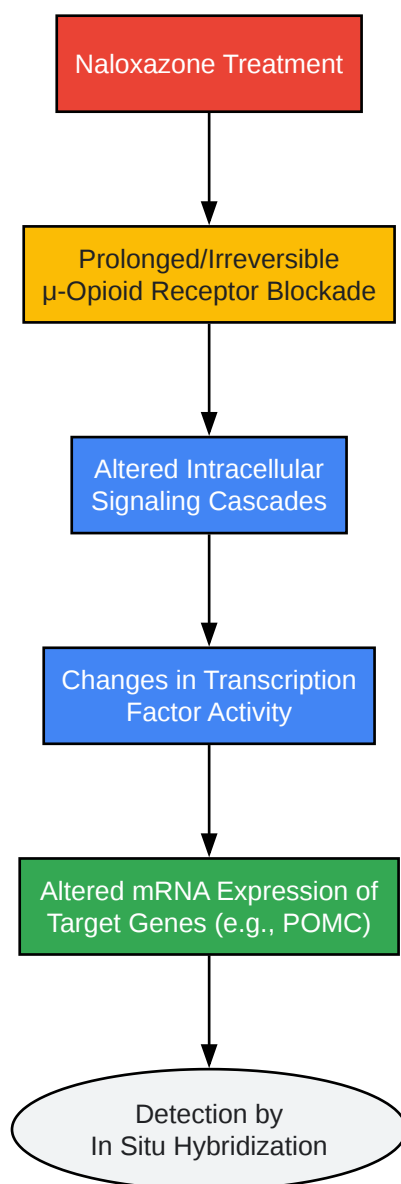 Naloxazone Treatment
Prolonged/Irreversible
μ-Opioid Receptor Blockade
Altered Intracellular
Signaling Cascades
Changes in Transcription
Factor Activity
Altered mRNA Expression of
Target Genes (e.g., POMC)
Detection by
In Situ Hybridization